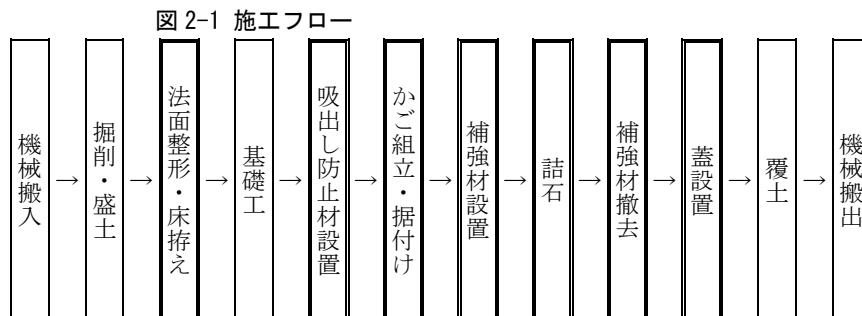 図 2-1 施工フロー
機械搬入
→
掘削・盛土
→
法面整形・床拵え
→
基礎工
→
吸出し防止材設置
→
かご組立・据付け
→
補強材設置
→
詰石
→
補強材撤去
→
蓋設置
→
覆土
→
機械搬出